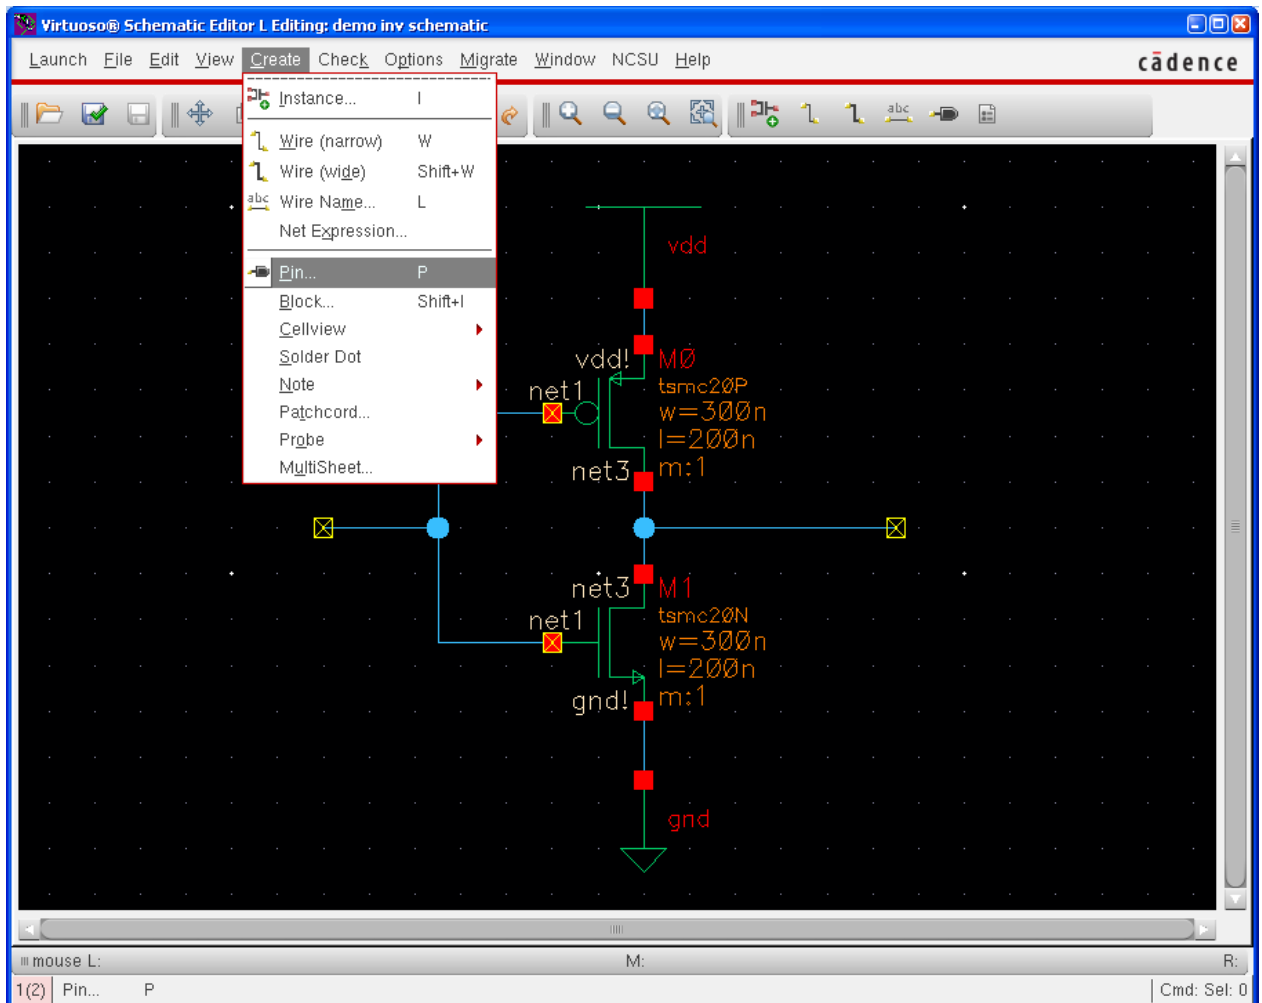 Virtuoso® Schematic Editor L Editing: demo inv schematic
Launch File Edit View Create Check Options Migrate Window NCSU Help cādence
Instance... I
Wire (narrow) W
Wire (wide) Shift+W
abc Wire Name... L
Net Expression...
Pin... P
Block... Shift+I
Cellview
Solder Dot
Note
Patchcord...
Probe
MultiSheet...
abc
vdd
vdd! M0
net1 tsmc20P
w=300n
l=200n
net3 m:1
net3 M1
net1 tsmc20N
w=300n
l=200n
gnd! m:1
gnd
mouse L: M: R:
1(2) Pin... P Cmd: Sel: 0